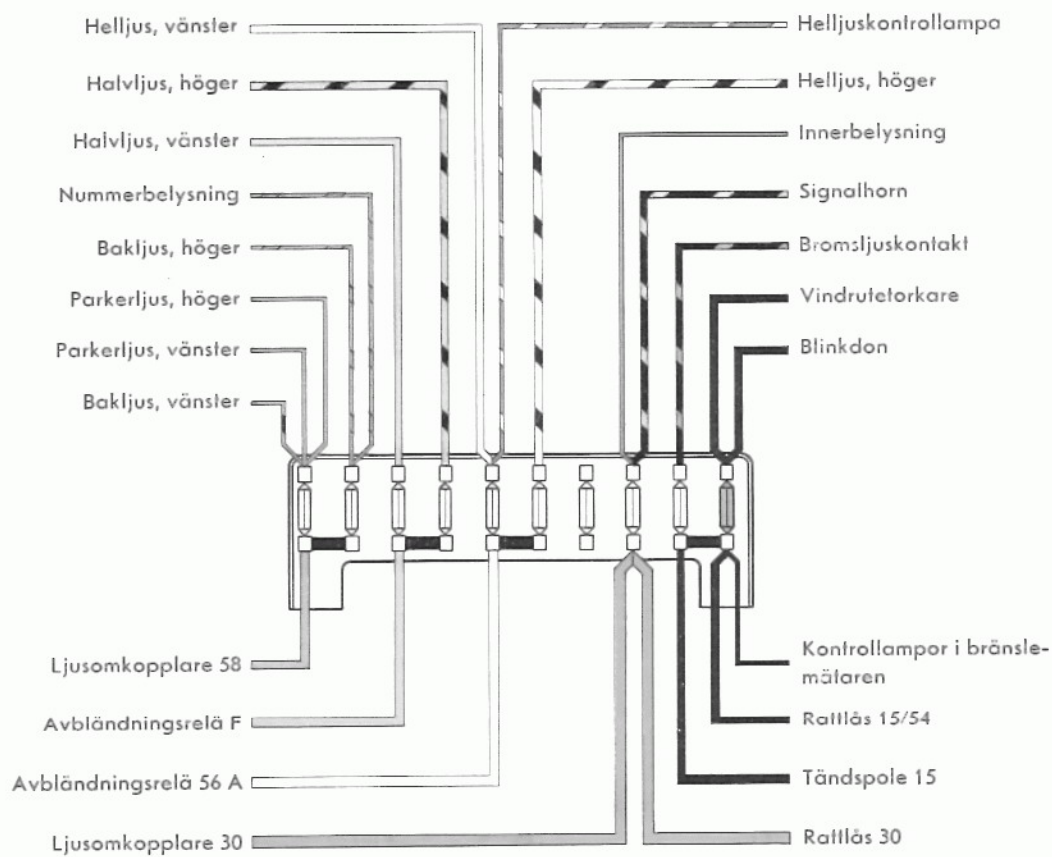 Helljus, vänster
Halvljus, höger
Halvljus, vänster
Nummerbelysning
Bakljus, höger
Parkerljus, höger
Parkerljus, vänster
Bakljus, vänster
Helljuskontrollampa
Helljus, höger
Innerbelysning
Signalhorn
Bromsljuskontakt
Vindrutetorkare
Blinkdon
Ljusomkopplare 58
Avbländningsrelä F
Avbländningsrelä 56 A
Ljusomkopplare 30
Kontrollampor i bränsle-
mätaren
Rattlås 15/54
Tändspole 15
Rattlås 30